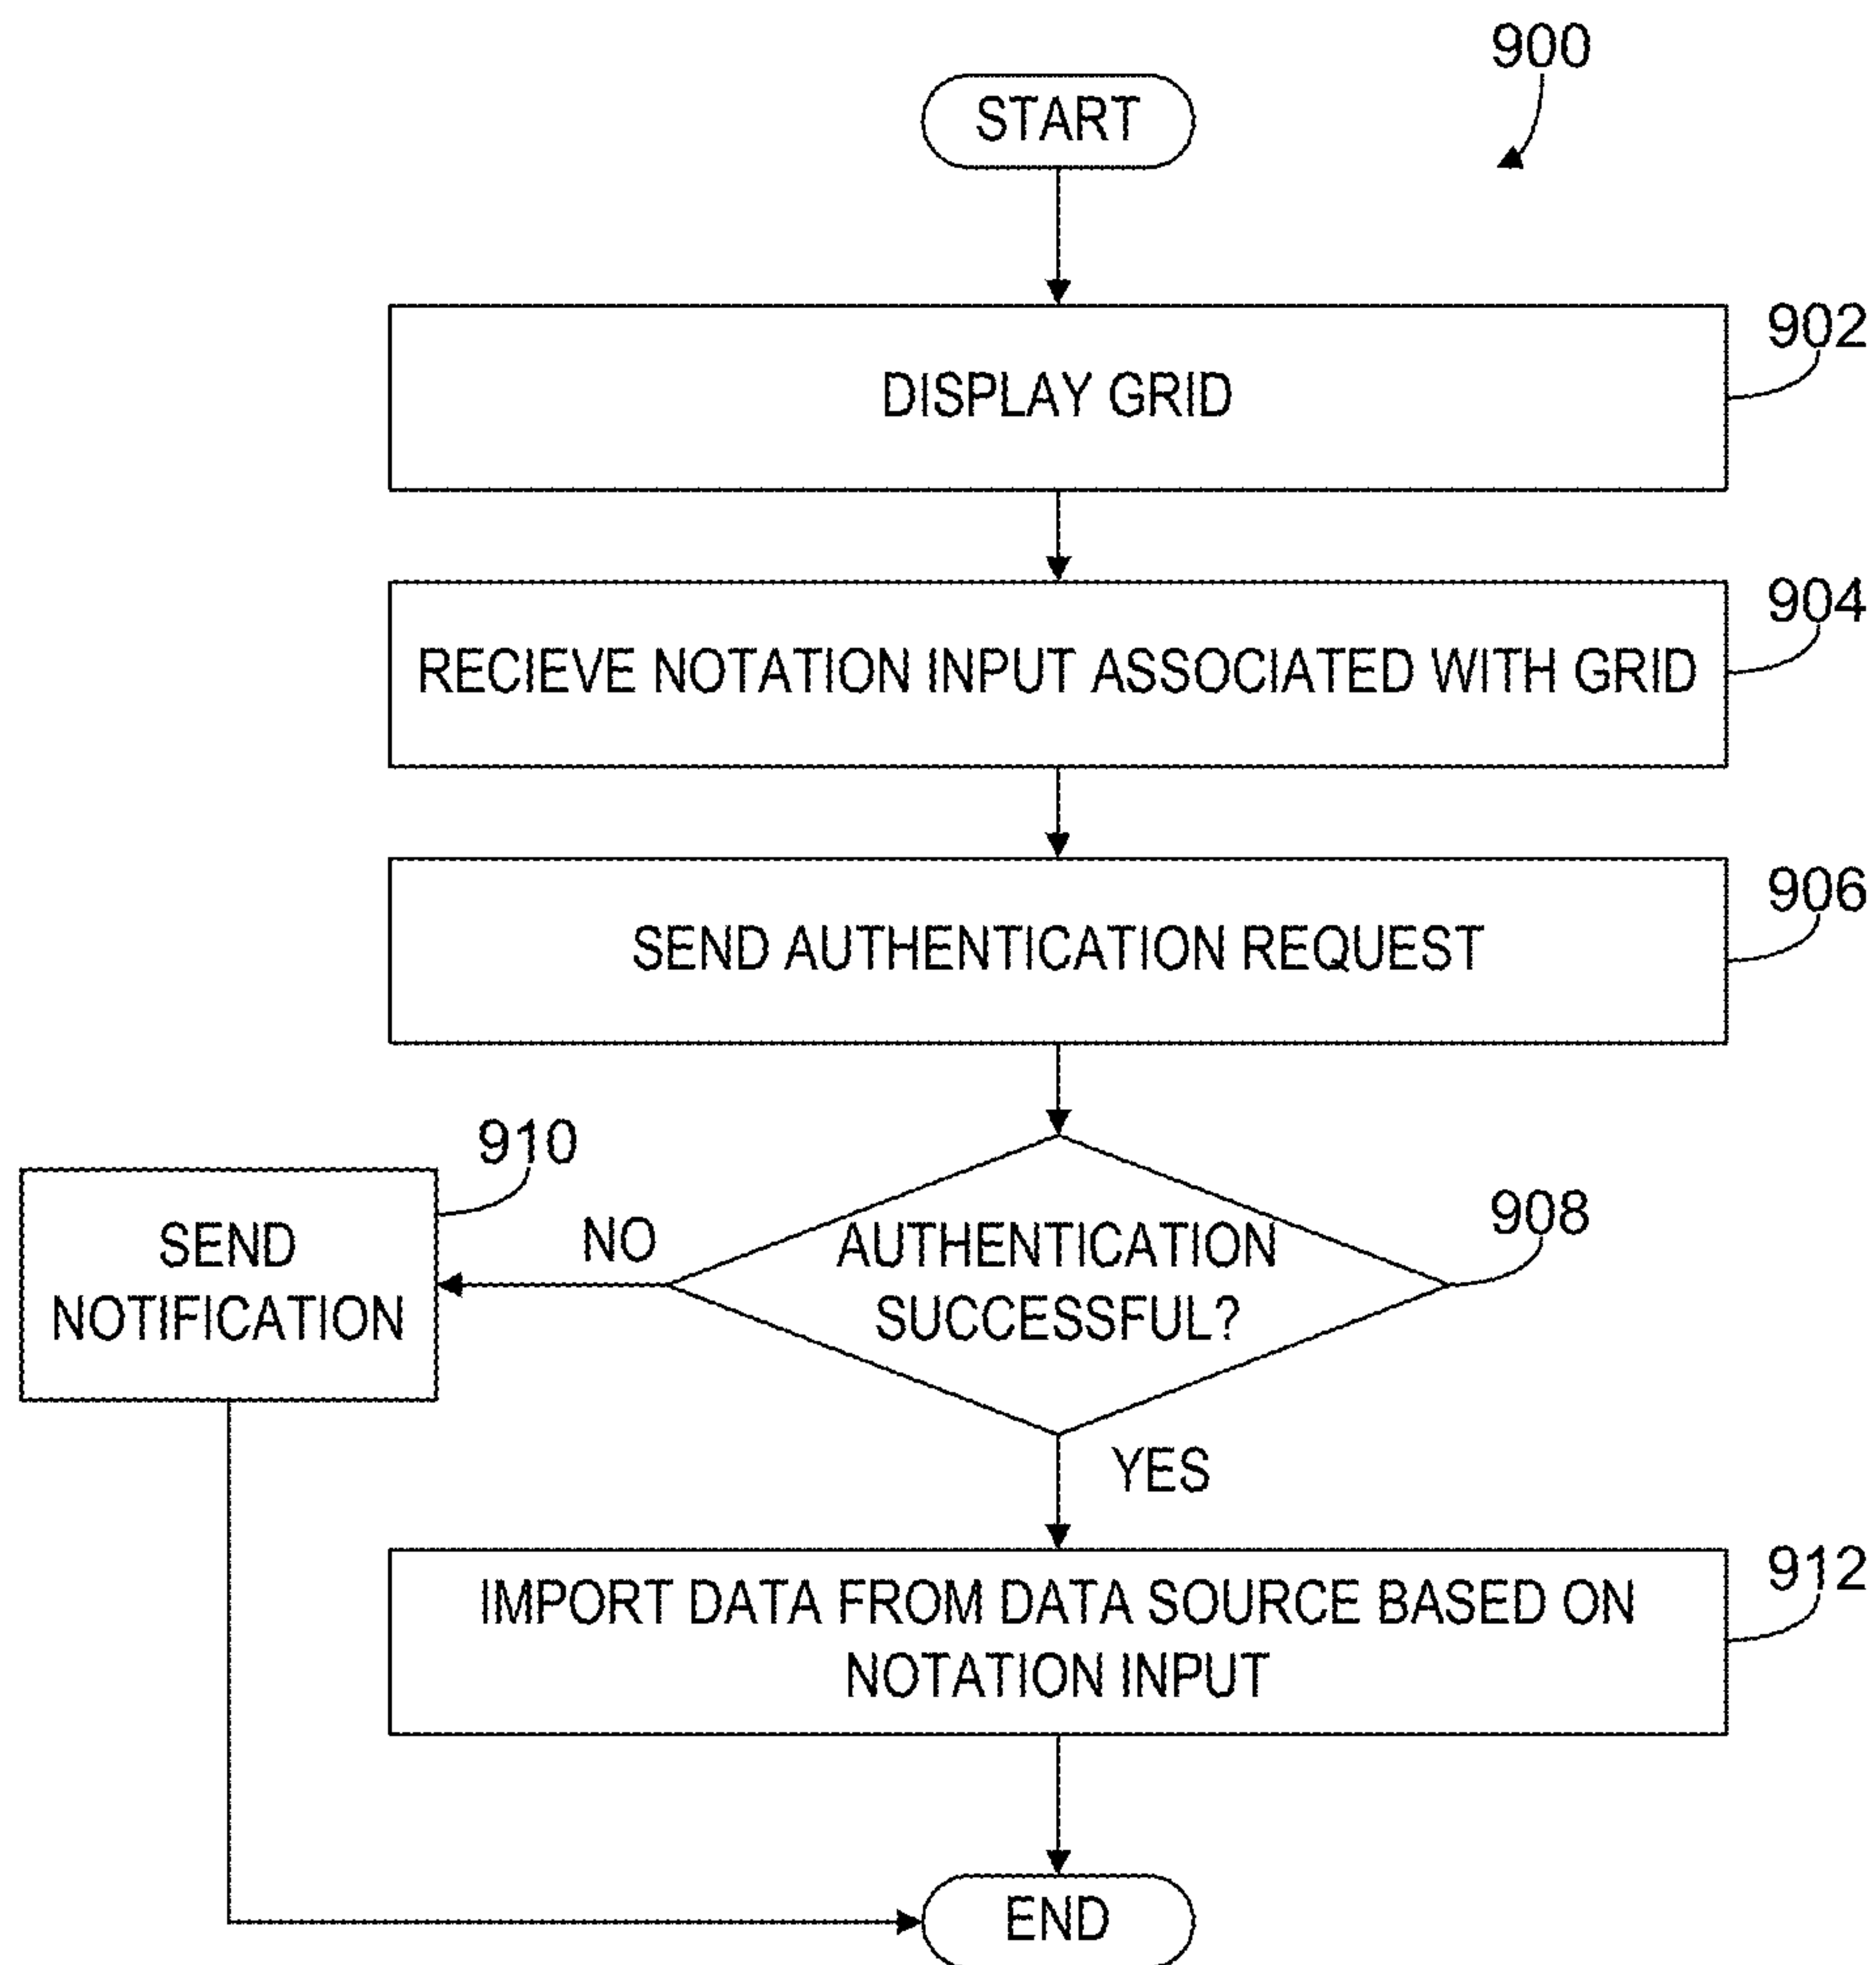 900
START
902
DISPLAY GRID
904
RECIEVE NOTATION INPUT ASSOCIATED WITH GRID
906
SEND AUTHENTICATION REQUEST
910
SEND
NOTIFICATION
NO
908
AUTHENTICATION
SUCCESSFUL?
YES
912
IMPORT DATA FROM DATA SOURCE BASED ON
NOTATION INPUT
END